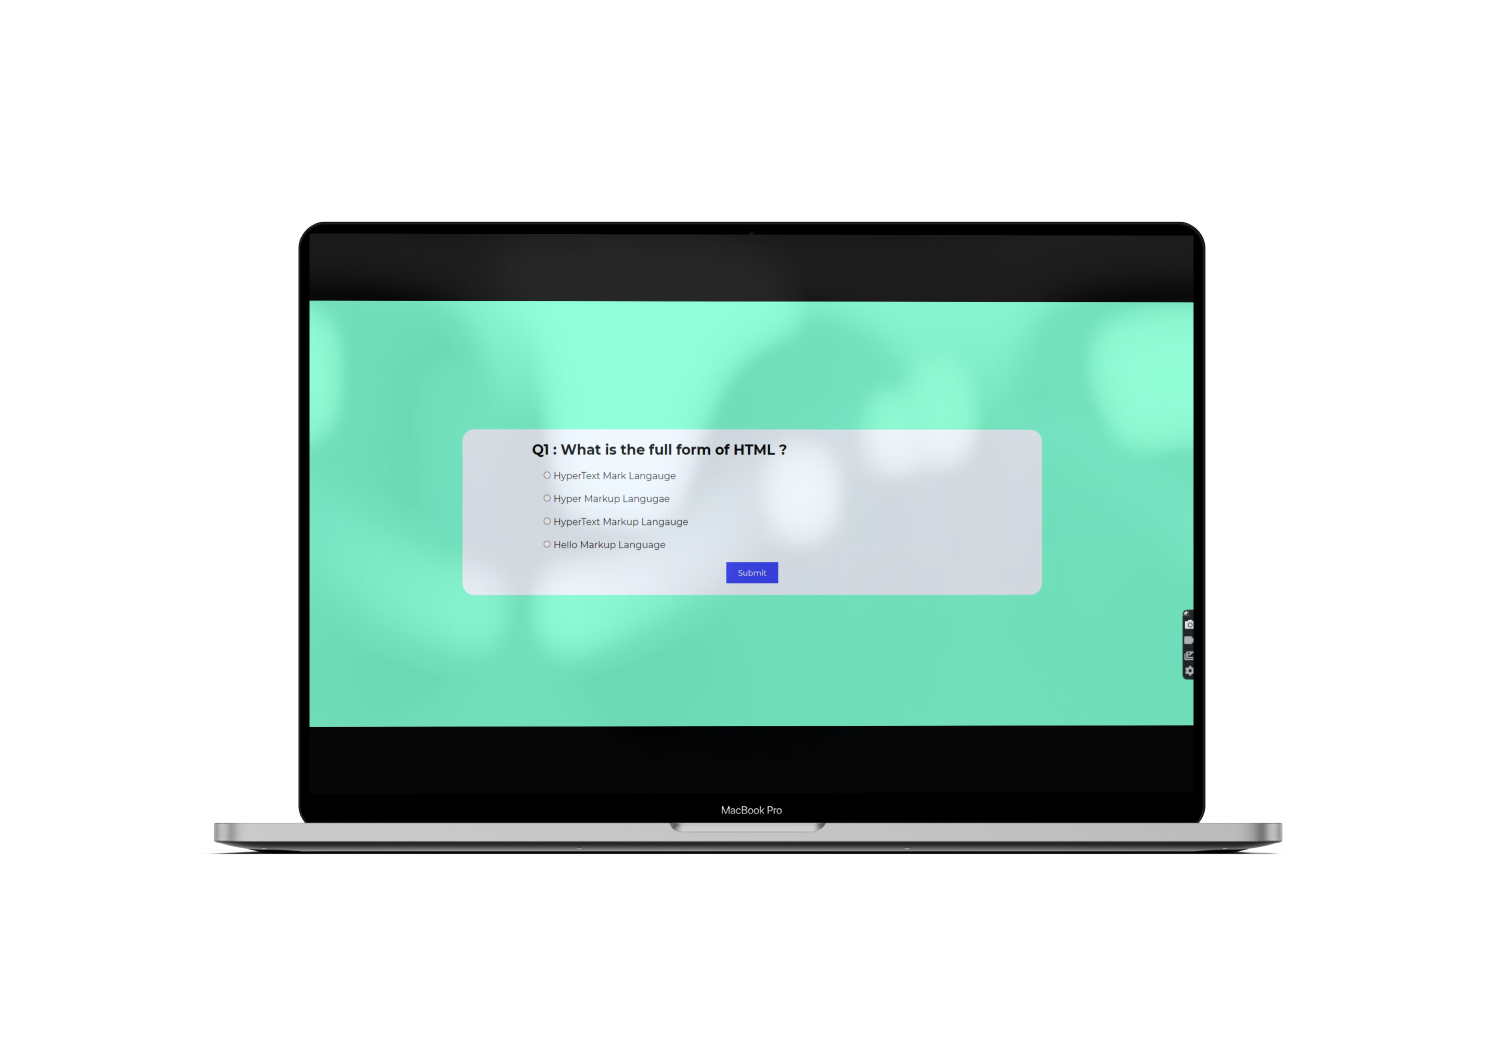 Q1 : What is the full form of HTML ?
HyperText Mark Langauge
Hyper Markup Langugae
HyperText Markup Langauge
Hello Markup Language
Submit
MacBook Pro